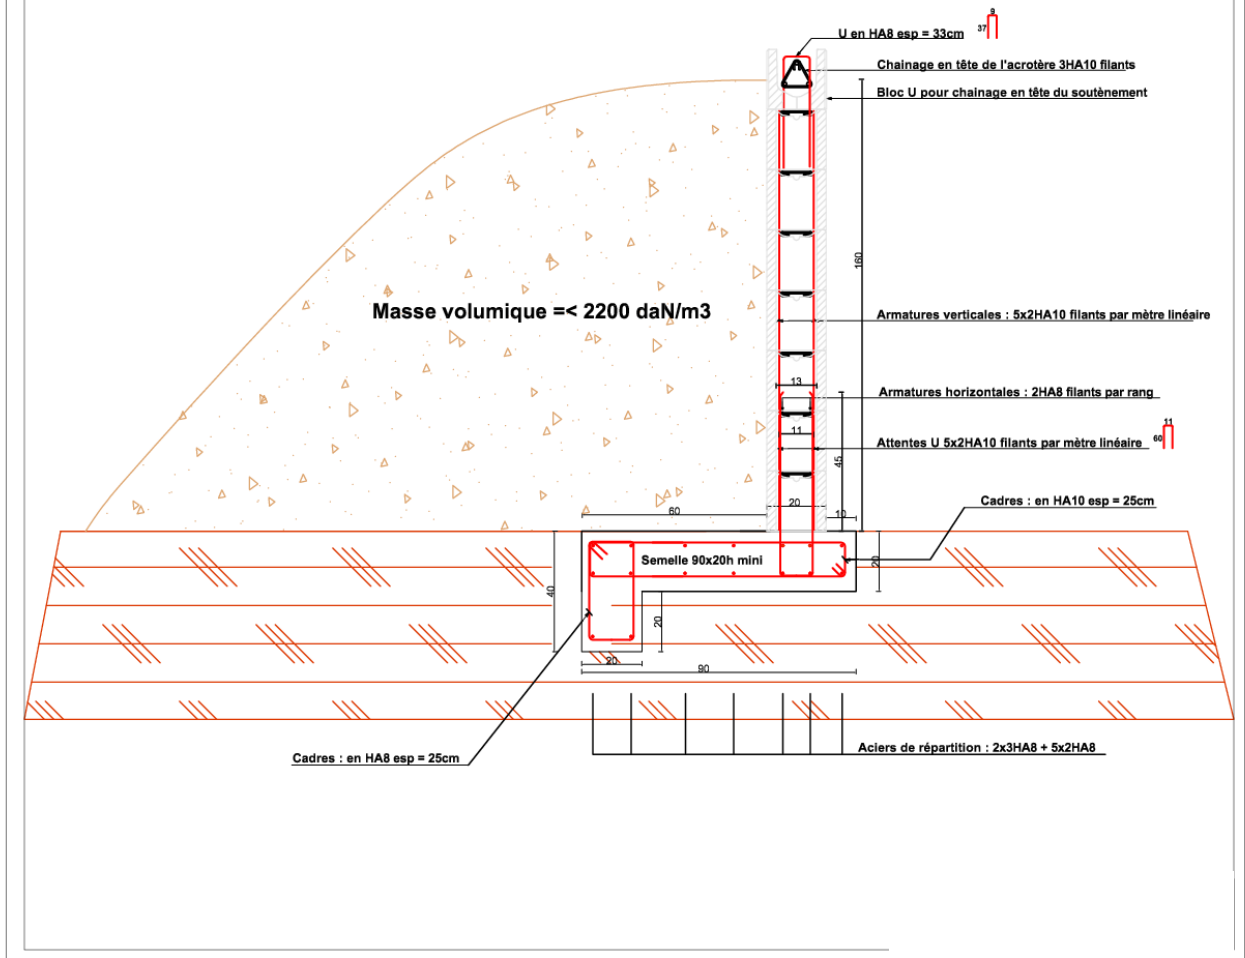 9
37
U en HA8 esp = 33cm
Chainage en tête de l'acrotère 3HA10 filants
Bloc U pour chainage en tête du soutènement
160
Masse volumique =< 2200 daN/m3
Armatures verticales : 5x2HA10 filants par mètre linéaire
13
Armatures horizontales : 2HA8 filants par rang
11
11
60
Attentes U 5x2HA10 filants par mètre linéaire
45
20
Cadres : en HA10 esp = 25cm
60
10
Semelle 90x20h mini
20
40
20
20
90
Aciers de répartition : 2x3HA8 + 5x2HA8
Cadres : en HA8 esp = 25cm